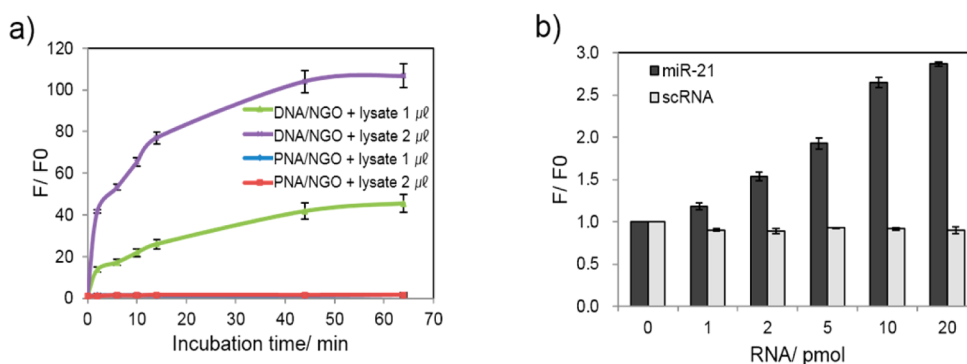 a)
120
100
80
60
40
20
0
F/ F0
0 10 20 30 40 50 60 70
Incubation time/ min
DNA/NGO + lysate 1 μℓ
DNA/NGO + lysate 2 μℓ
PNA/NGO + lysate 1 μℓ
PNA/NGO + lysate 2 μℓ
b)
3.0
2.5
2.0
1.5
1.0
0.5
0.0
F/ F0
miR-21
scRNA
0 1 2 5 10 20
RNA/ pmol